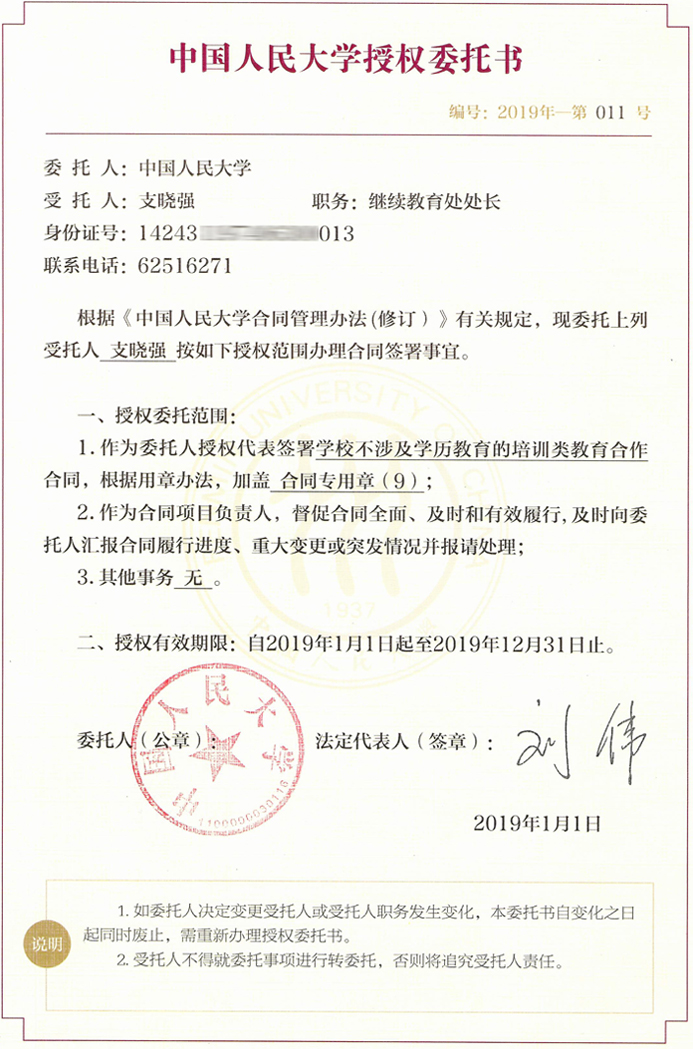 中国人民大学授权委托书
编号：2019年—第 011 号
委 托 人：中国人民大学
受 托 人：支晓强 职务：继续教育处处长
身份证号：14243 013
联系电话：62516271
根据《中国人民大学合同管理办法(修订）》有关规定，现委托上列
受托人 支晓强 按如下授权范围办理合同签署事宜。
一、授权委托范围：
1.作为委托人授权代表签署学校不涉及学历教育的培训类教育合作
合同，根据用章办法，加盖 合同专用章（9）；
2.作为合同项目负责人，督促合同全面、及时和有效履行,及时向委
托人汇报合同履行进度、重大变更或突发情况并报请处理；
3.其他事务 无 。
1937
二、授权有效期限：自2019年1月1日起至2019年12月31日止。
中国人民大学
委托人（公章）： 法定代表人（签章）：刘伟
2019年1月1日
说明
1. 如委托人决定变更受托人或受托人职务发生变化，本委托书自变化之日
起同时废止，需重新办理授权委托书。
2. 受托人不得就委托事项进行转委托，否则将追究受托人责任。